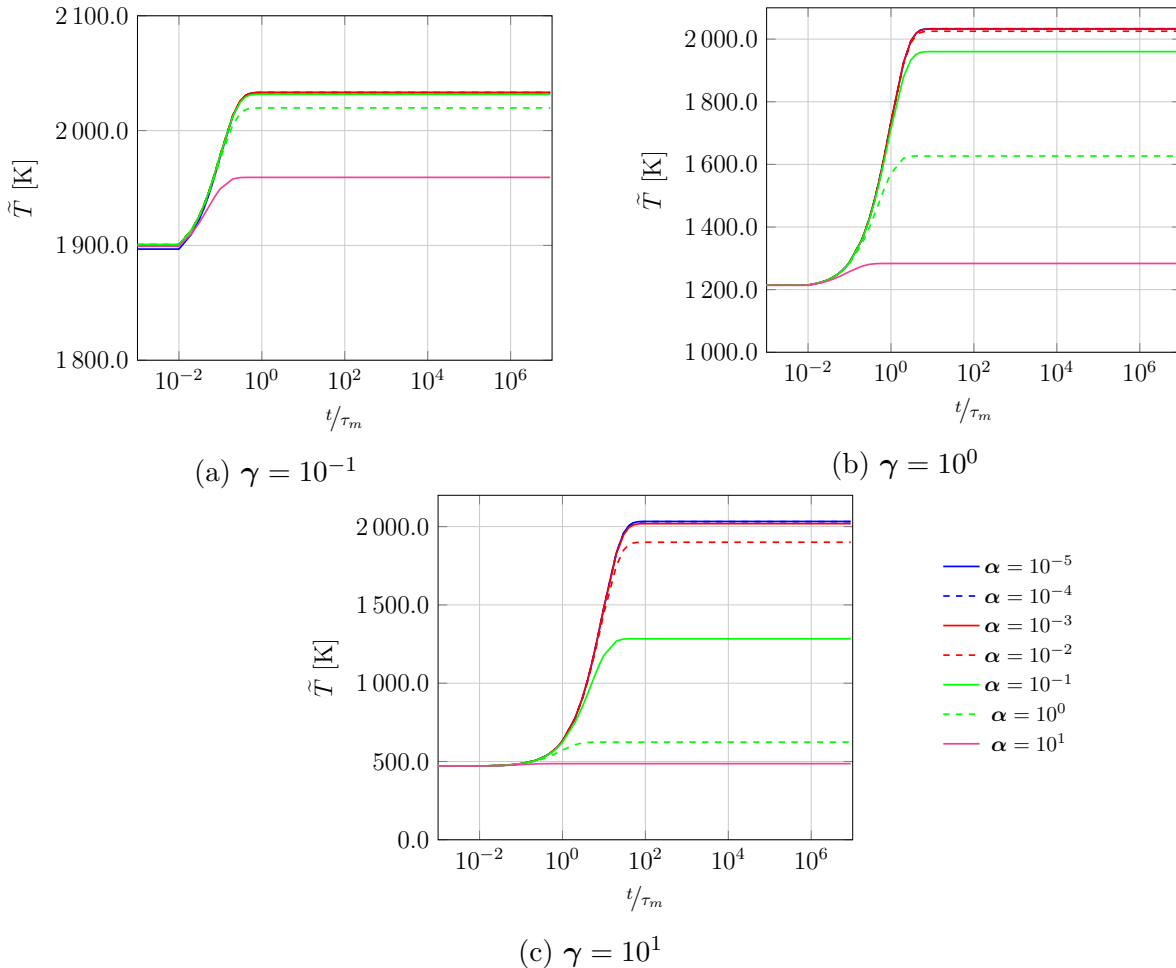 2 100.0
2 000.0
1 900.0
1 800.0
T̃ [K]
10⁻² 10⁰ 10² 10⁴ 10⁶
t/τₘ
(a) γ = 10⁻¹
2 000.0
1 800.0
1 600.0
1 400.0
1 200.0
1 000.0
T̃ [K]
10⁻² 10⁰ 10² 10⁴ 10⁶
t/τₘ
(b) γ = 10⁰
2 000.0
1 500.0
1 000.0
500.0
0.0
T̃ [K]
10⁻² 10⁰ 10² 10⁴ 10⁶
t/τₘ
(c) γ = 10¹
α = 10⁻⁵
α = 10⁻⁴
α = 10⁻³
α = 10⁻²
α = 10⁻¹
α = 10⁰
α = 10¹